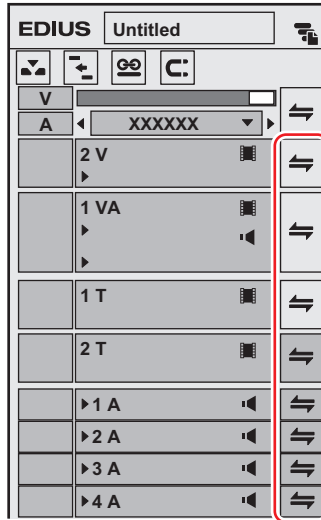 EDIUS Untitled
V
A XXXXXX
2 V
1 VA
1 T
2 T
1 A
2 A
3 A
4 A